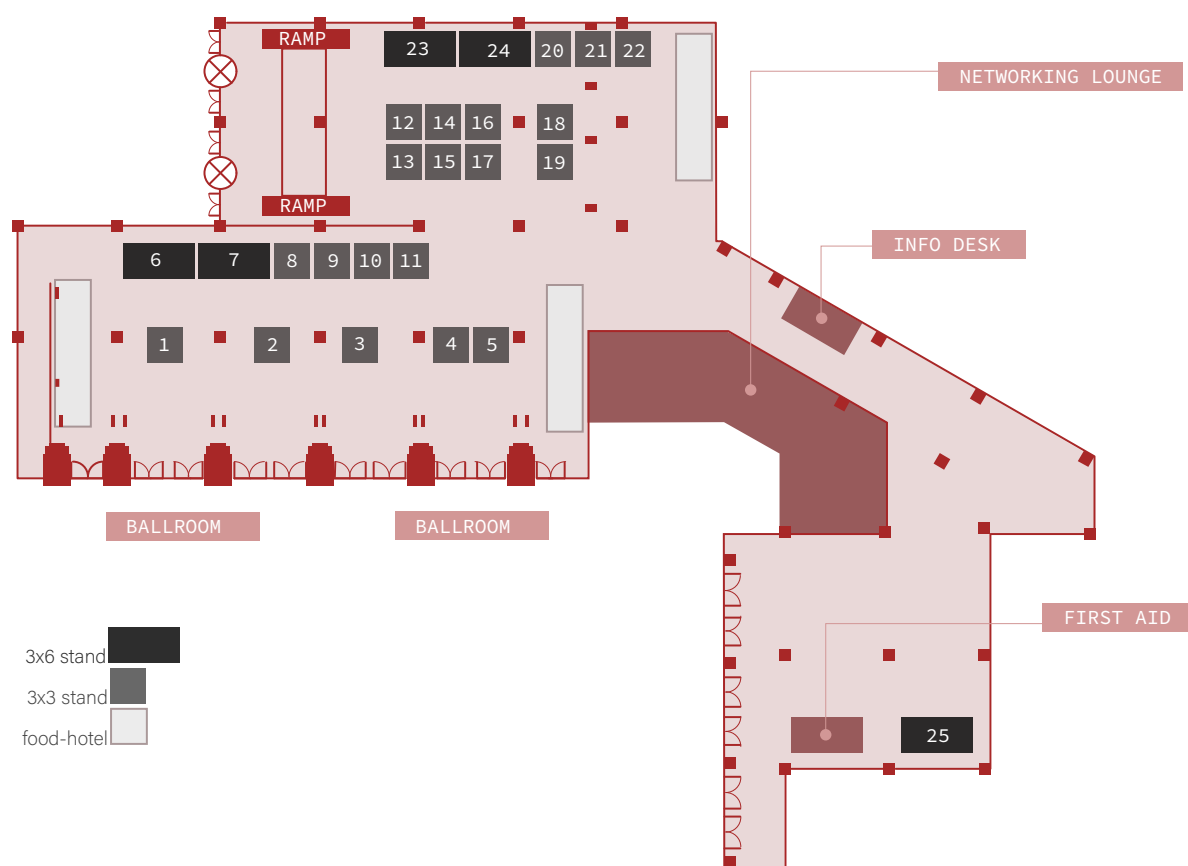 RAMP
23
24
20
21
22
NETWORKING LOUNGE
12
14
16
18
13
15
17
19
RAMP
INFO DESK
6
7
8
9
10
11
1
2
3
4
5
BALLROOM
BALLROOM
FIRST AID
3x6 stand
3x3 stand
food-hotel
25